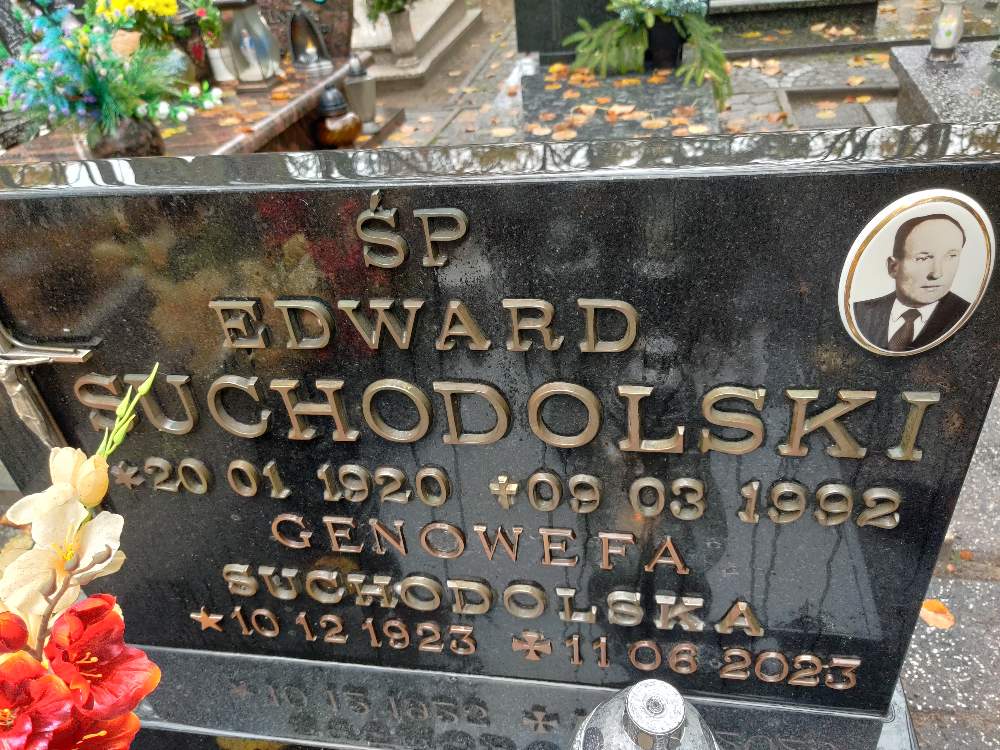 ŚP
EDWARD
SUCHODOLSKI
20 01 1920 09 03 1992
GENOWEFA
SUCHODOLSKA
10 12 1923 11 06 2023